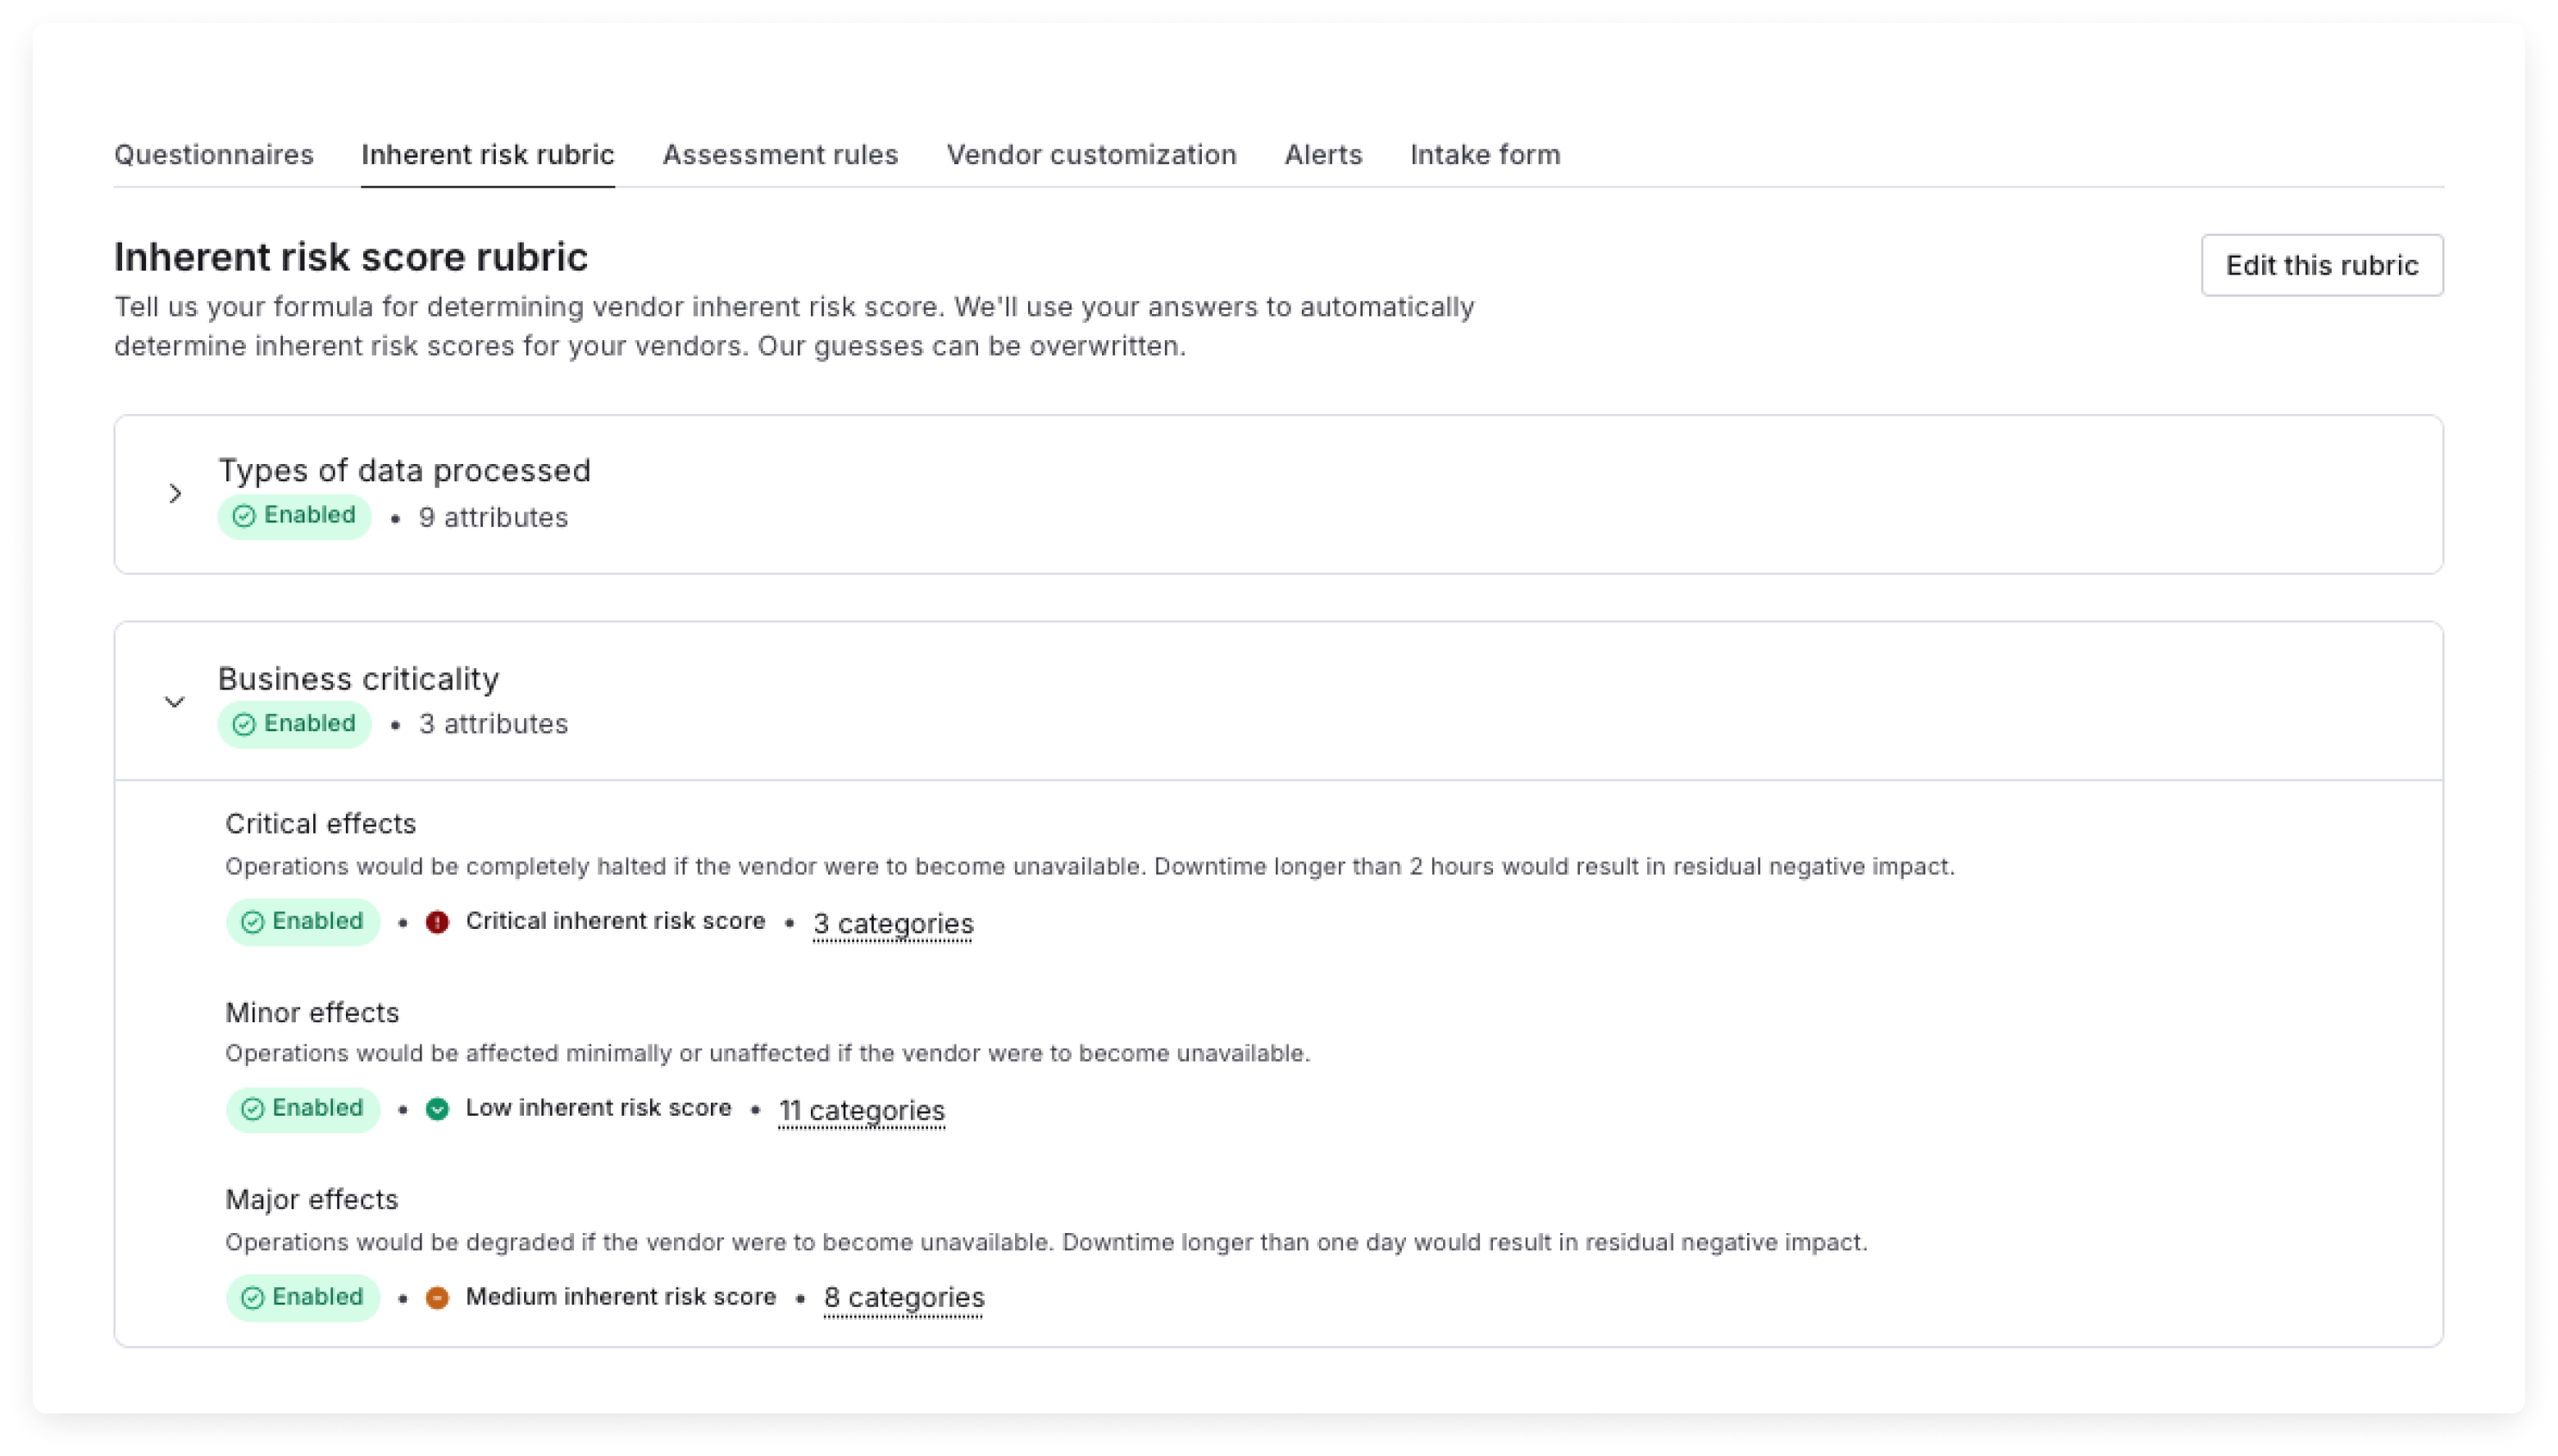 Questionnaires Inherent risk rubric Assessment rules Vendor customization Alerts Intake form
Inherent risk score rubric
Edit this rubric
Tell us your formula for determining vendor inherent risk score. We'll use your answers to automatically
determine inherent risk scores for your vendors. Our guesses can be overwritten.
Types of data processed
Enabled • 9 attributes
Business criticality
Enabled • 3 attributes
Critical effects
Operations would be completely halted if the vendor were to become unavailable. Downtime longer than 2 hours would result in residual negative impact.
Enabled • Critical inherent risk score • 3 categories
Minor effects
Operations would be affected minimally or unaffected if the vendor were to become unavailable.
Enabled • Low inherent risk score • 11 categories
Major effects
Operations would be degraded if the vendor were to become unavailable. Downtime longer than one day would result in residual negative impact.
Enabled • Medium inherent risk score • 8 categories